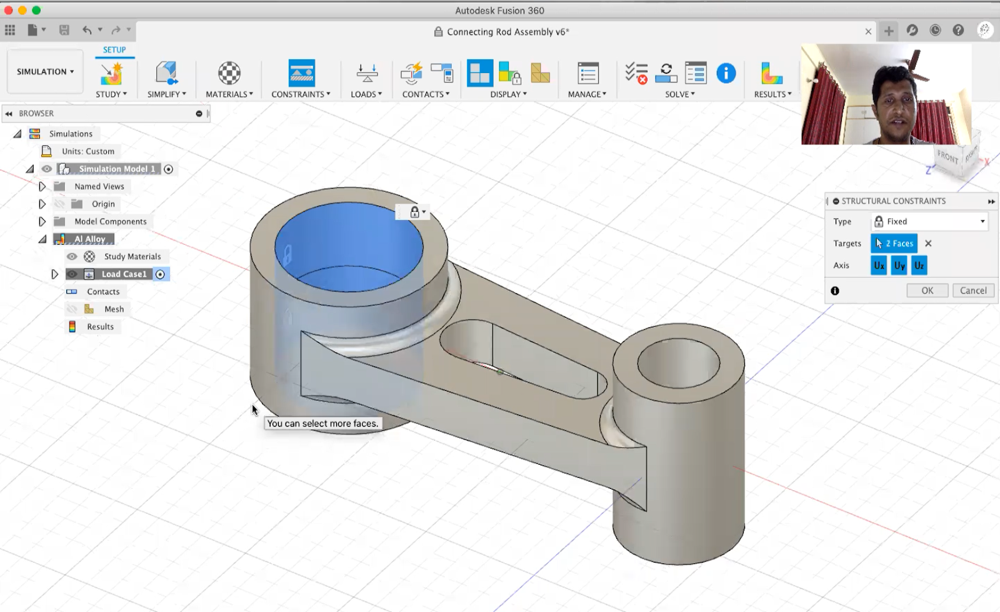 Autodesk Fusion 360
Connecting Rod Assembly v6*
SETUP
SIMULATION
STUDY
SIMPLIFY
MATERIALS
CONSTRAINTS
LOADS
CONTACTS
DISPLAY
MANAGE
SOLVE
RESULTS
BROWSER
Simulations
Units: Custom
Simulation Model 1
Named Views
Origin
Model Components
Al Alloy
Study Materials
Load Case1
Contacts
Mesh
Results
FRONT
Z
X
STRUCTURAL CONSTRAINTS
Type Fixed
Targets 2 Faces
Axis Ux Uy Uz
OK Cancel
You can select more faces.